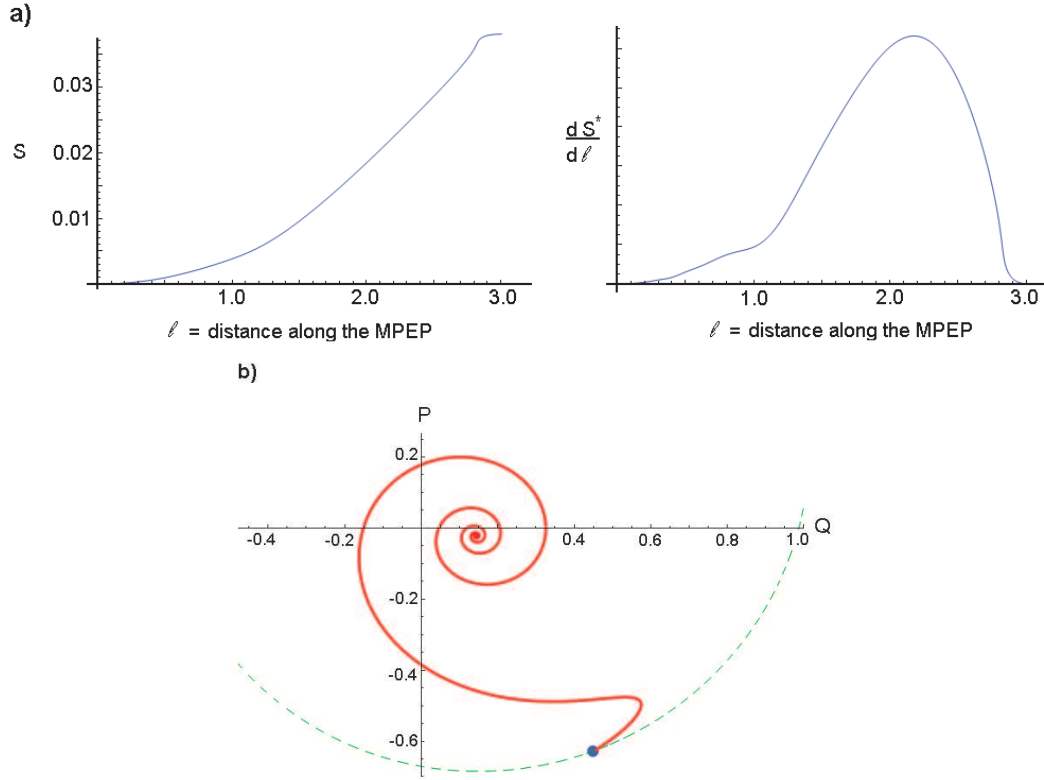 a)
0.03
0.02
0.01
S
1.0 2.0 3.0
ℓ = distance along the MPEP
d S*
d ℓ
1.0 2.0 3.0
ℓ = distance along the MPEP
b)
P
0.2
-0.4 -0.2 0.4 0.6 0.8 1.0 Q
-0.2
-0.4
-0.6